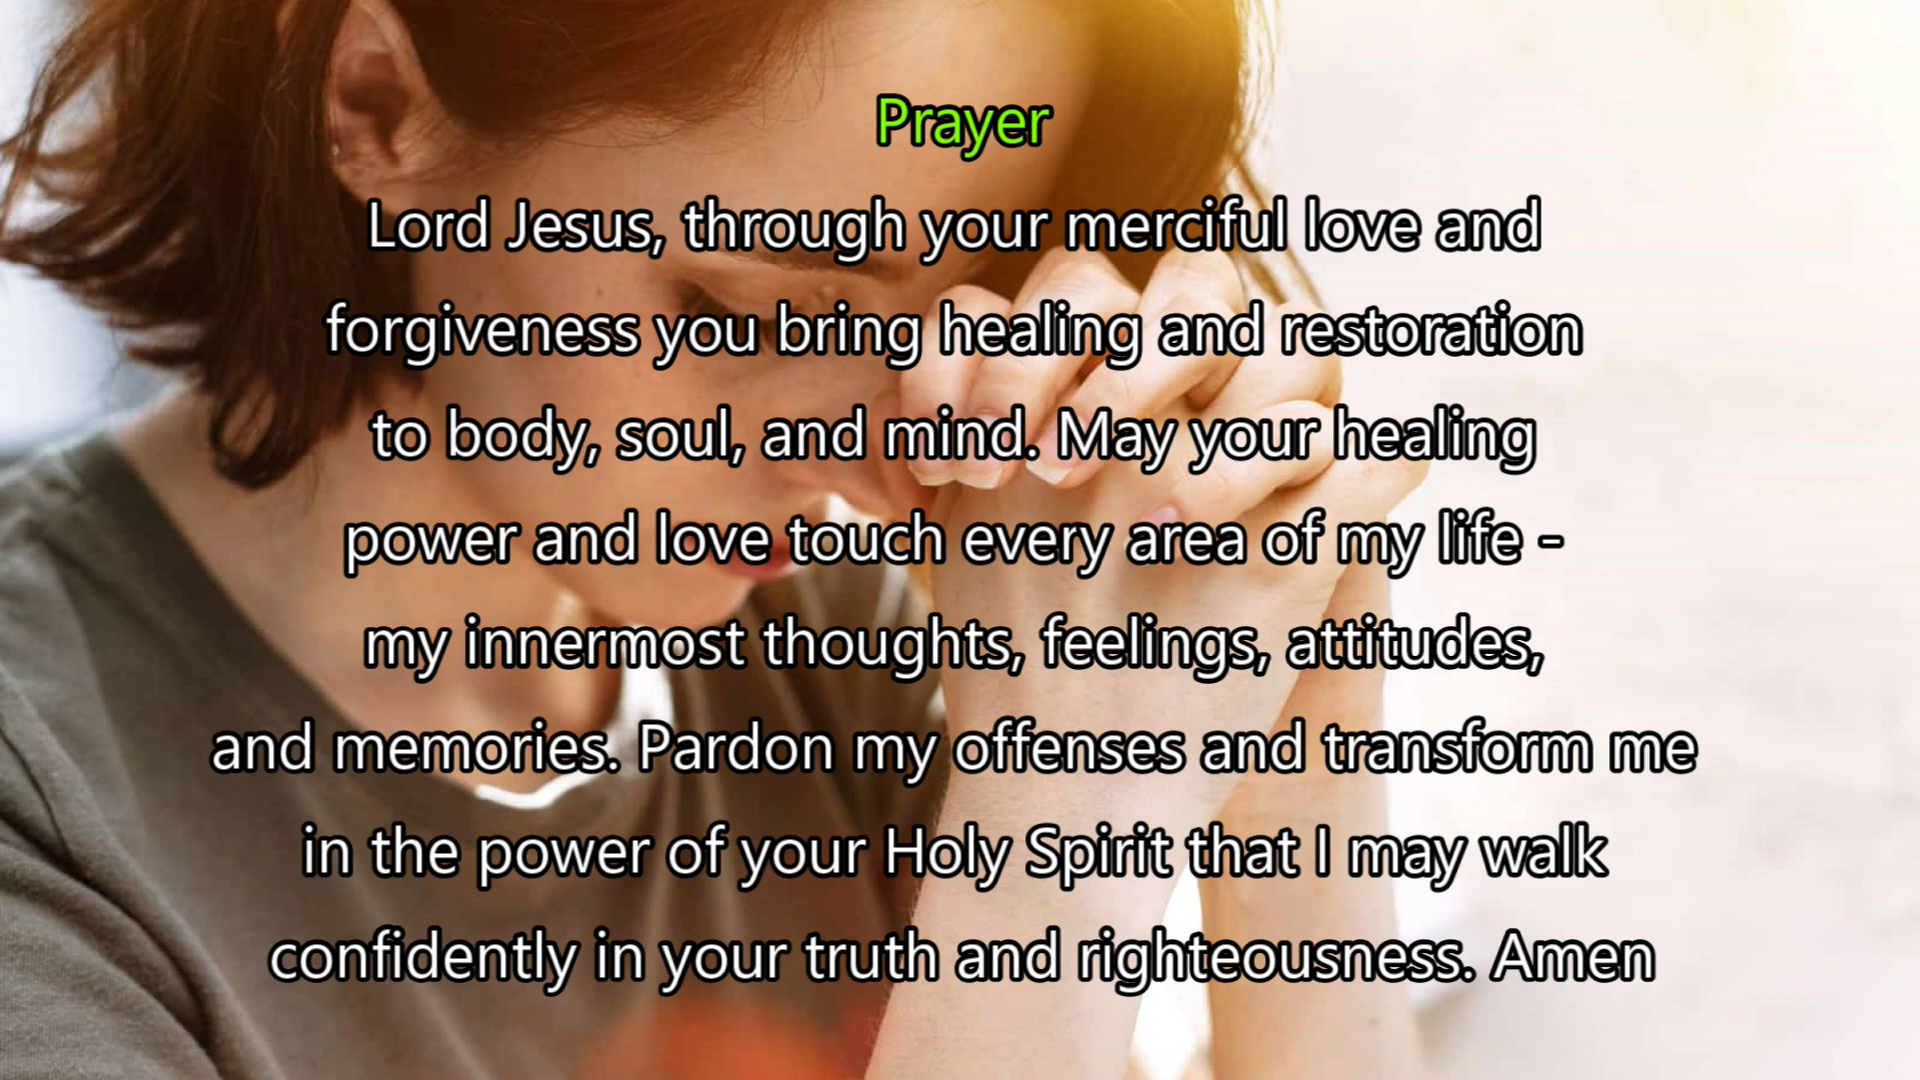 Prayer
Lord Jesus, through your merciful love and
forgiveness you bring healing and restoration
to body, soul, and mind. May your healing
power and love touch every area of my life -
my innermost thoughts, feelings, attitudes,
and memories. Pardon my offenses and transform me
in the power of your Holy Spirit that I may walk
confidently in your truth and righteousness. Amen